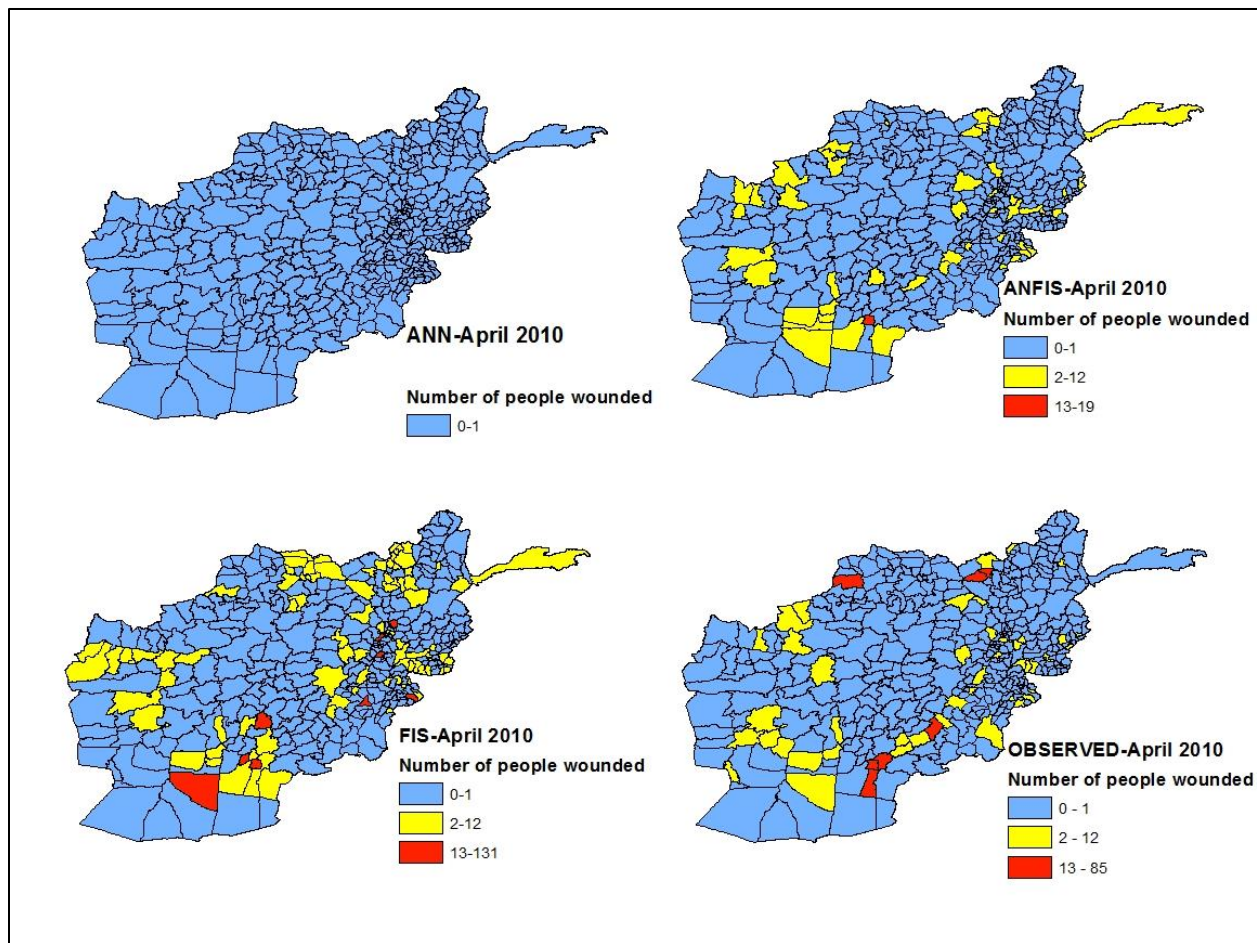 ANN-April 2010
Number of people wounded
0-1
ANFIS-April 2010
Number of people wounded
0-1
2-12
13-19
FIS-April 2010
Number of people wounded
0-1
2-12
13-131
OBSERVED-April 2010
Number of people wounded
0 - 1
2 - 12
13 - 85